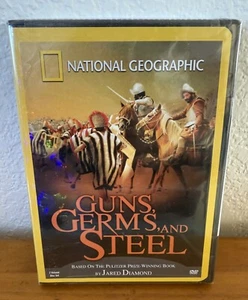 NATIONAL GEOGRAPHIC
GUNS,
GERMS, AND
STEEL
BASED ON THE PULITZER PRIZE-WINNING BOOK
BY JARED DIAMOND
DVD